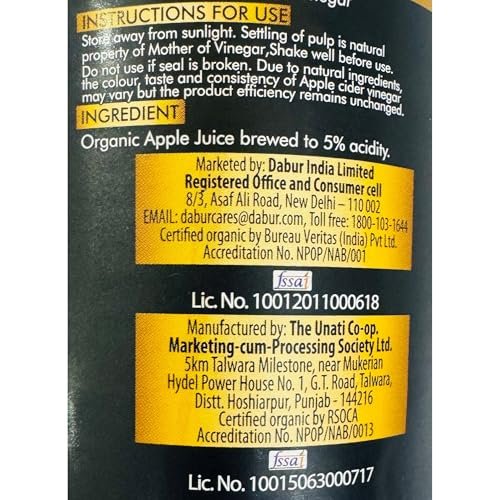 Vinegar
INSTRUCTIONS FOR USE
Store away from sunlight. Settling of pulp is natural
property of Mother of Vinegar,Shake well before use.
Do not use if seal is broken. Due to natural ingredients,
the colour, taste and consistency of Apple cider vinegar
may vary but the product efficiency remains unchanged.
INGREDIENT
Organic Apple Juice brewed to 5% acidity.
Marketed by: Dabur India Limited
Registered Office and Consumer cell
8/3, Asaf Ali Road, New Delhi – 110 002
EMAIL: daburcares@dabur.com, Toll free: 1800-103-1644
Certified organic by Bureau Veritas (India) Pvt Ltd.
Accreditation No. NPOP/NAB/001
fssai
Lic. No. 10012011000618
Manufactured by: The Unati Co-op.
Marketing-cum-Processing Society Ltd.
5km Talwara Milestone, near Mukerian
Hydel Power House No. 1, G.T. Road, Talwara,
Distt. Hoshiarpur, Punjab - 144216
Certified organic by RSOCA
Accreditation No. NPOP/NAB/0013
fssai
Lic. No. 10015063000717